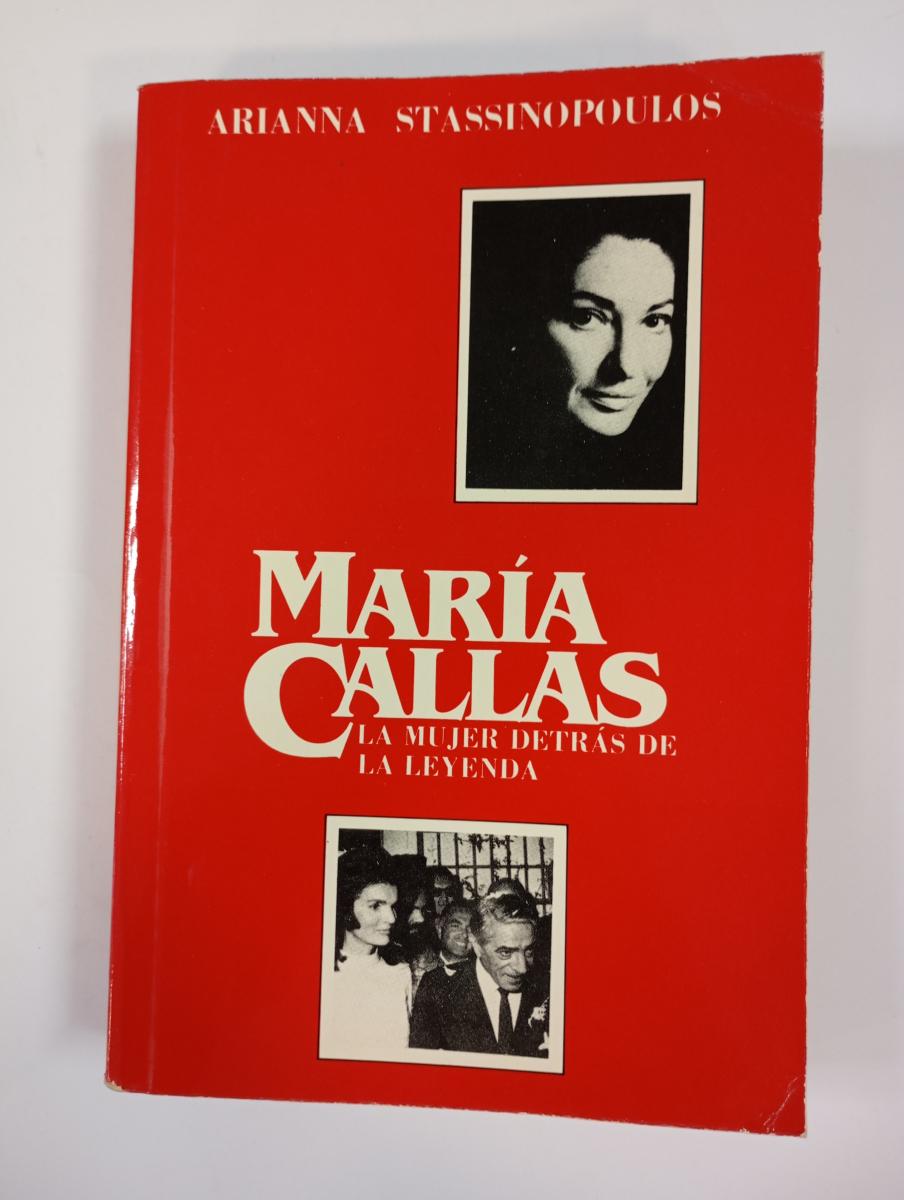 ARIANNA STASSINOPOULOS
MARÍA
CALLAS
LA MUJER DETRÁS DE
LA LEYENDA